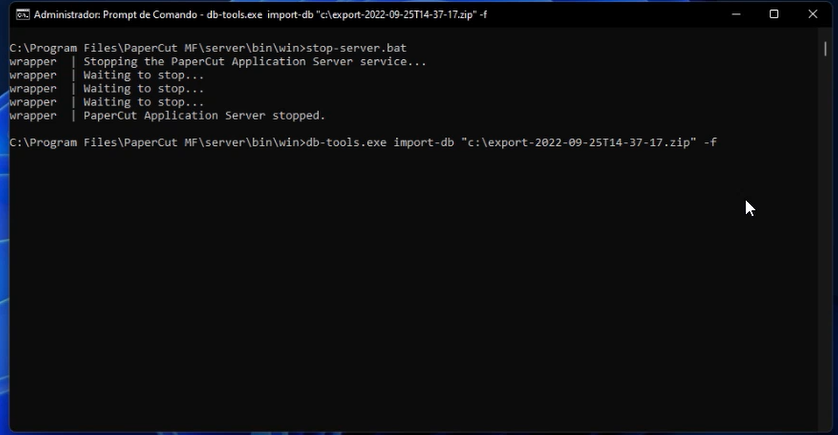 Administrador: Prompt de Comando - db-tools.exe import-db "c:\export-2022-09-25T14-37-17.zip" -f
C:\Program Files\PaperCut MF\server\bin\win>stop-server.bat
wrapper  | Stopping the PaperCut Application Server service...
wrapper  | Waiting to stop...
wrapper  | Waiting to stop...
wrapper  | Waiting to stop...
wrapper  | PaperCut Application Server stopped.
C:\Program Files\PaperCut MF\server\bin\win>db-tools.exe import-db "c:\export-2022-09-25T14-37-17.zip" -f